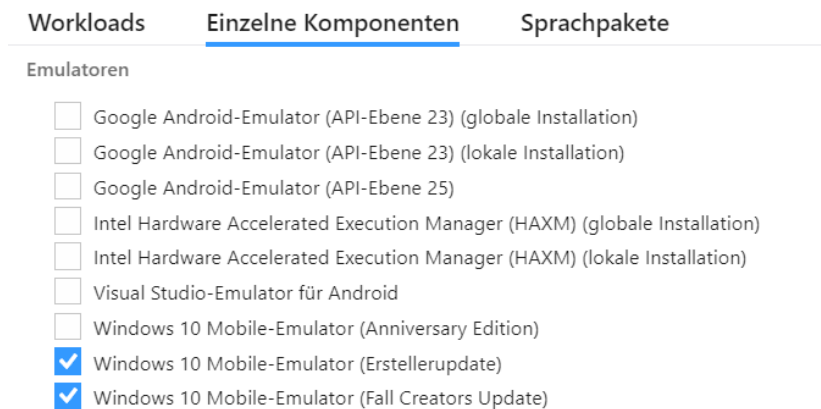 Workloads Einzelne Komponenten Sprachpakete
Emulatoren
Google Android-Emulator (API-Ebene 23) (globale Installation)
Google Android-Emulator (API-Ebene 23) (lokale Installation)
Google Android-Emulator (API-Ebene 25)
Intel Hardware Accelerated Execution Manager (HAXM) (globale Installation)
Intel Hardware Accelerated Execution Manager (HAXM) (lokale Installation)
Visual Studio-Emulator für Android
Windows 10 Mobile-Emulator (Anniversary Edition)
Windows 10 Mobile-Emulator (Erstellerupdate)
Windows 10 Mobile-Emulator (Fall Creators Update)